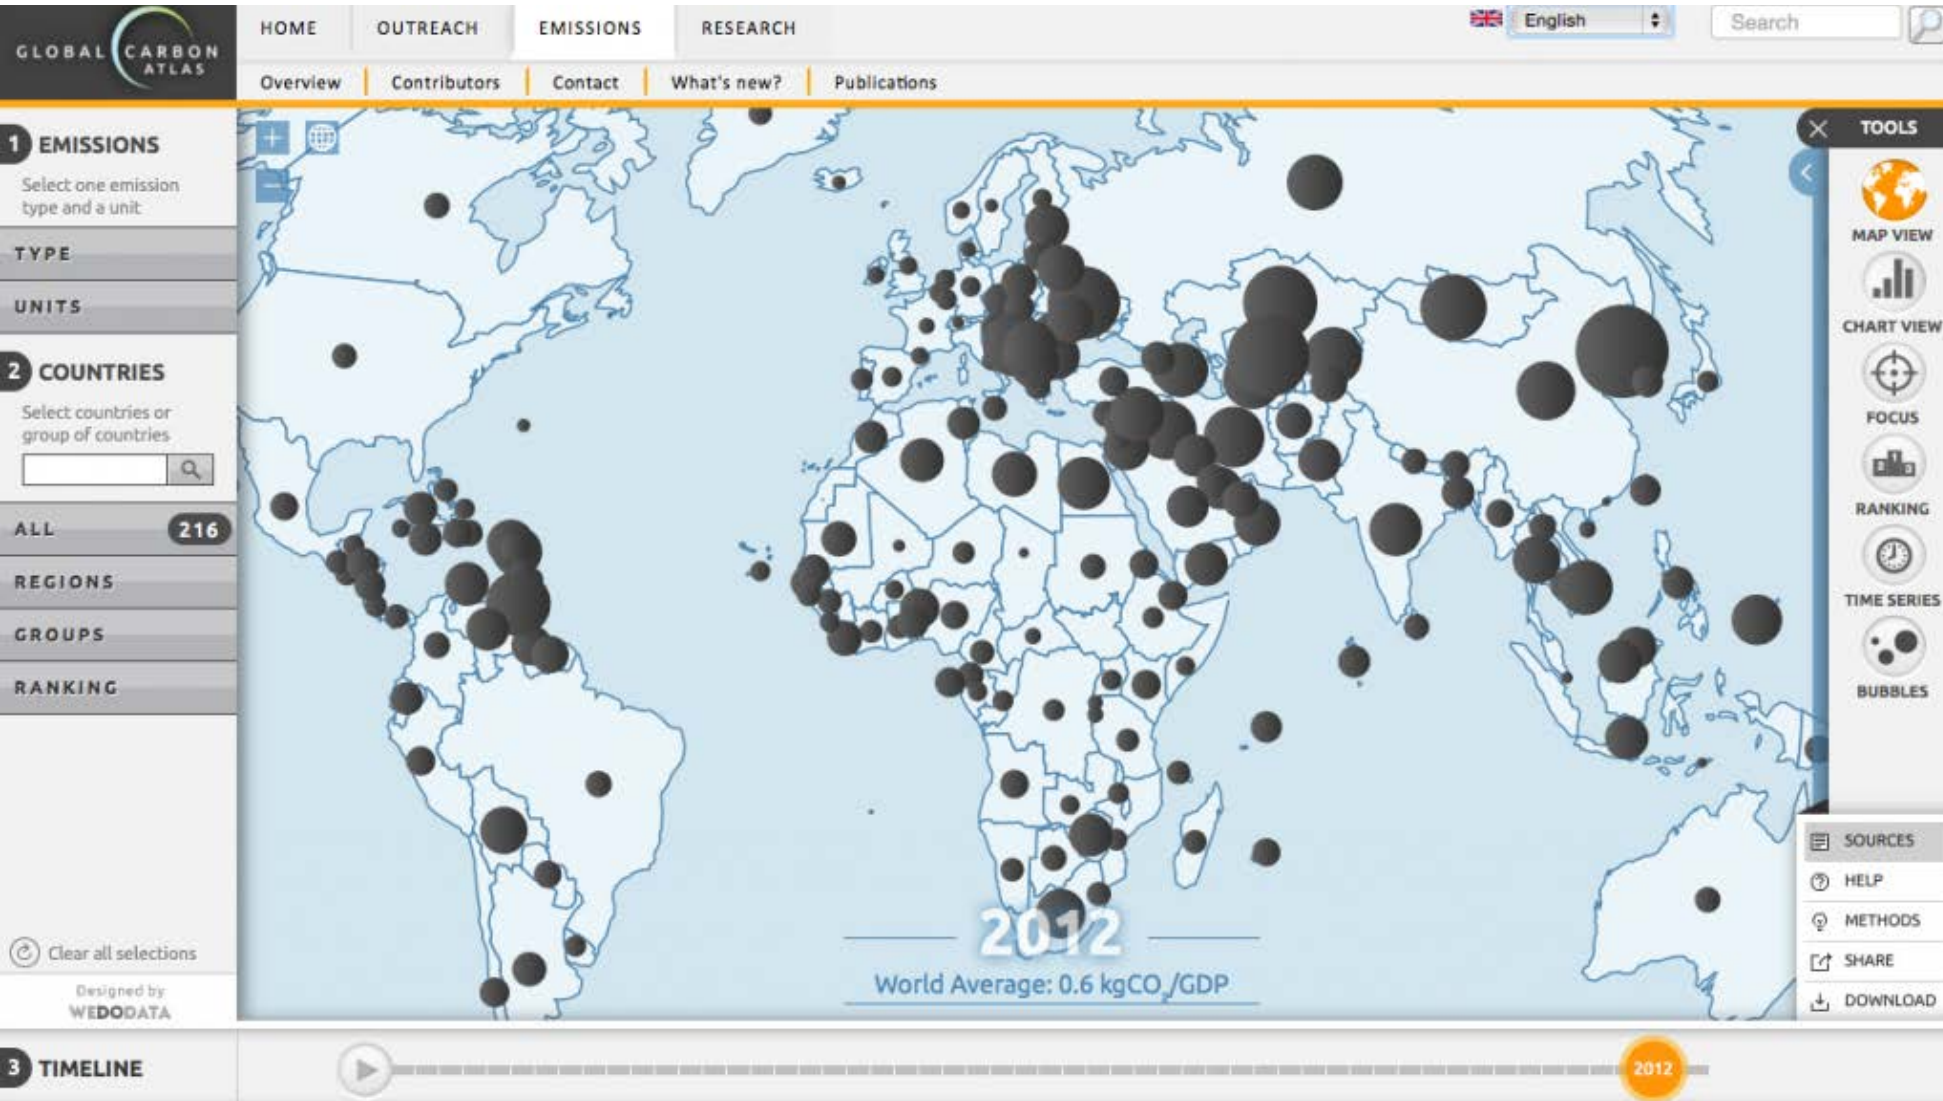 GLOBAL CARBON
ATLAS
HOME OUTREACH EMISSIONS RESEARCH
English
Search
Overview Contributors Contact What's new? Publications
1 EMISSIONS
Select one emission
type and a unit
TYPE
UNITS
2 COUNTRIES
Select countries or
group of countries
ALL 216
REGIONS
GROUPS
RANKING
Clear all selections
Designed by
WEDODATA
2012
World Average: 0.6 kgCO₂/GDP
TOOLS
MAP VIEW
CHART VIEW
FOCUS
RANKING
TIME SERIES
BUBBLES
SOURCES
HELP
METHODS
SHARE
DOWNLOAD
3 TIMELINE
2012